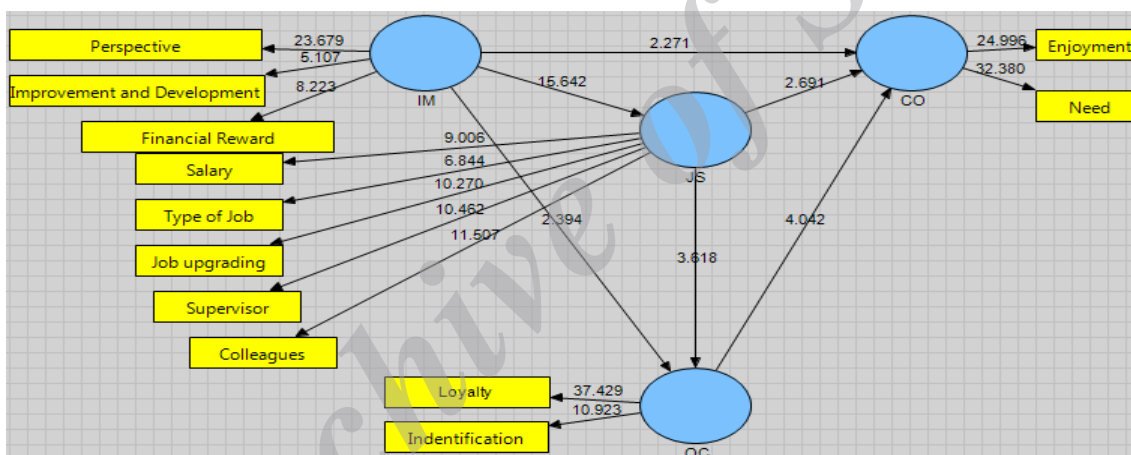 Perspective
23.679
5.107
Improvement and Development
8.223
Financial Reward
IM
2.271
CO
24.996
Enjoyment
32.380
Need
15.642
2.691
JS
9.006
Salary
6.844
Type of Job
10.270
Job upgrading
10.462
Supervisor
11.507
Colleagues
2.394
3.618
4.042
Loyalty
37.429
10.923
Indentification
OC
chive of S